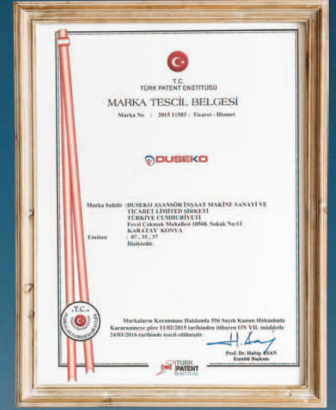 T.C.
TÜRK PATENT ENSTİTÜSÜ
MARKA TESCİL BELGESİ
Marka No : 2015 11503 - Ticaret - Hizmet
DUSEKO
Marka Sahibi : DUSEKO ASANSÖR İNŞAAT MAKİNE SANAYİ VE
TİCARET LİMİTED ŞİRKETİ
TÜRKİYE CUMHURİYETİ
Fevzi Çakmak Mahallesi 10560. Sokak No:11
KARATAY KONYA
Emtiası : 07 , 35 , 37
İlişiktedir.
T.C.
Markaların Korunması Hakkında 556 Sayılı Kanun Hükmünde
Kararnameye göre 11/02/2015 tarihinden itibaren ON YIL müddetle
24/03/2016 tarihinde tescil edilmiştir.
Prof. Dr. Habip ASAN
Enstitü Başkanı
TÜRK
PATENT
ENSTİTÜSÜ